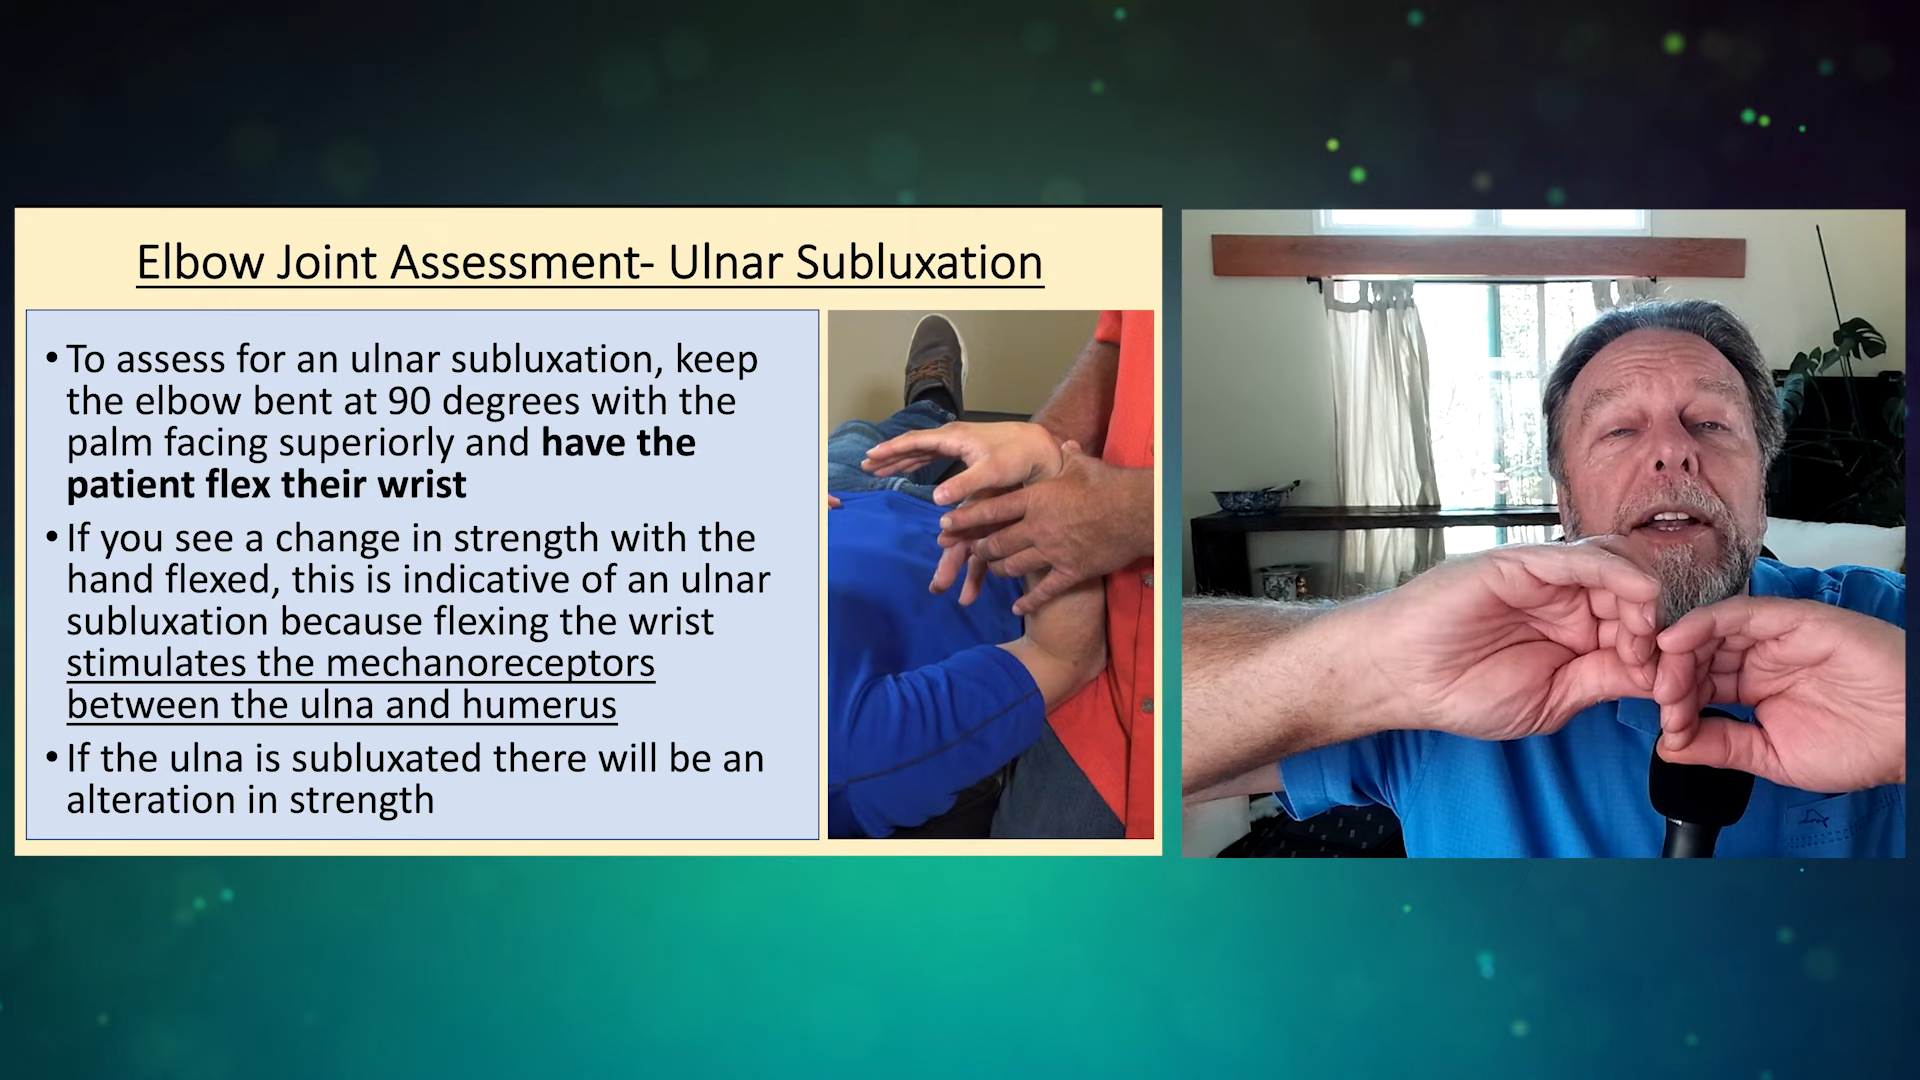 Elbow Joint Assessment- Ulnar Subluxation
• To assess for an ulnar subluxation, keep
the elbow bent at 90 degrees with the
palm facing superiorly and have the
patient flex their wrist
• If you see a change in strength with the
hand flexed, this is indicative of an ulnar
subluxation because flexing the wrist
stimulates the mechanoreceptors
between the ulna and humerus
• If the ulna is subluxated there will be an
alteration in strength